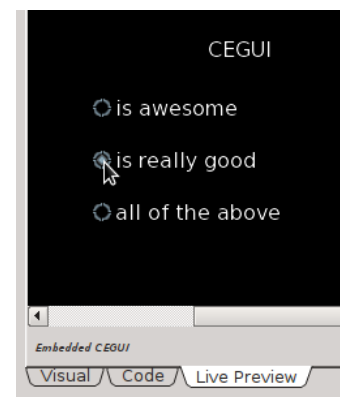 CEGUI
is awesome
is really good
all of the above
Embedded CEGUI
Visual Code Live Preview